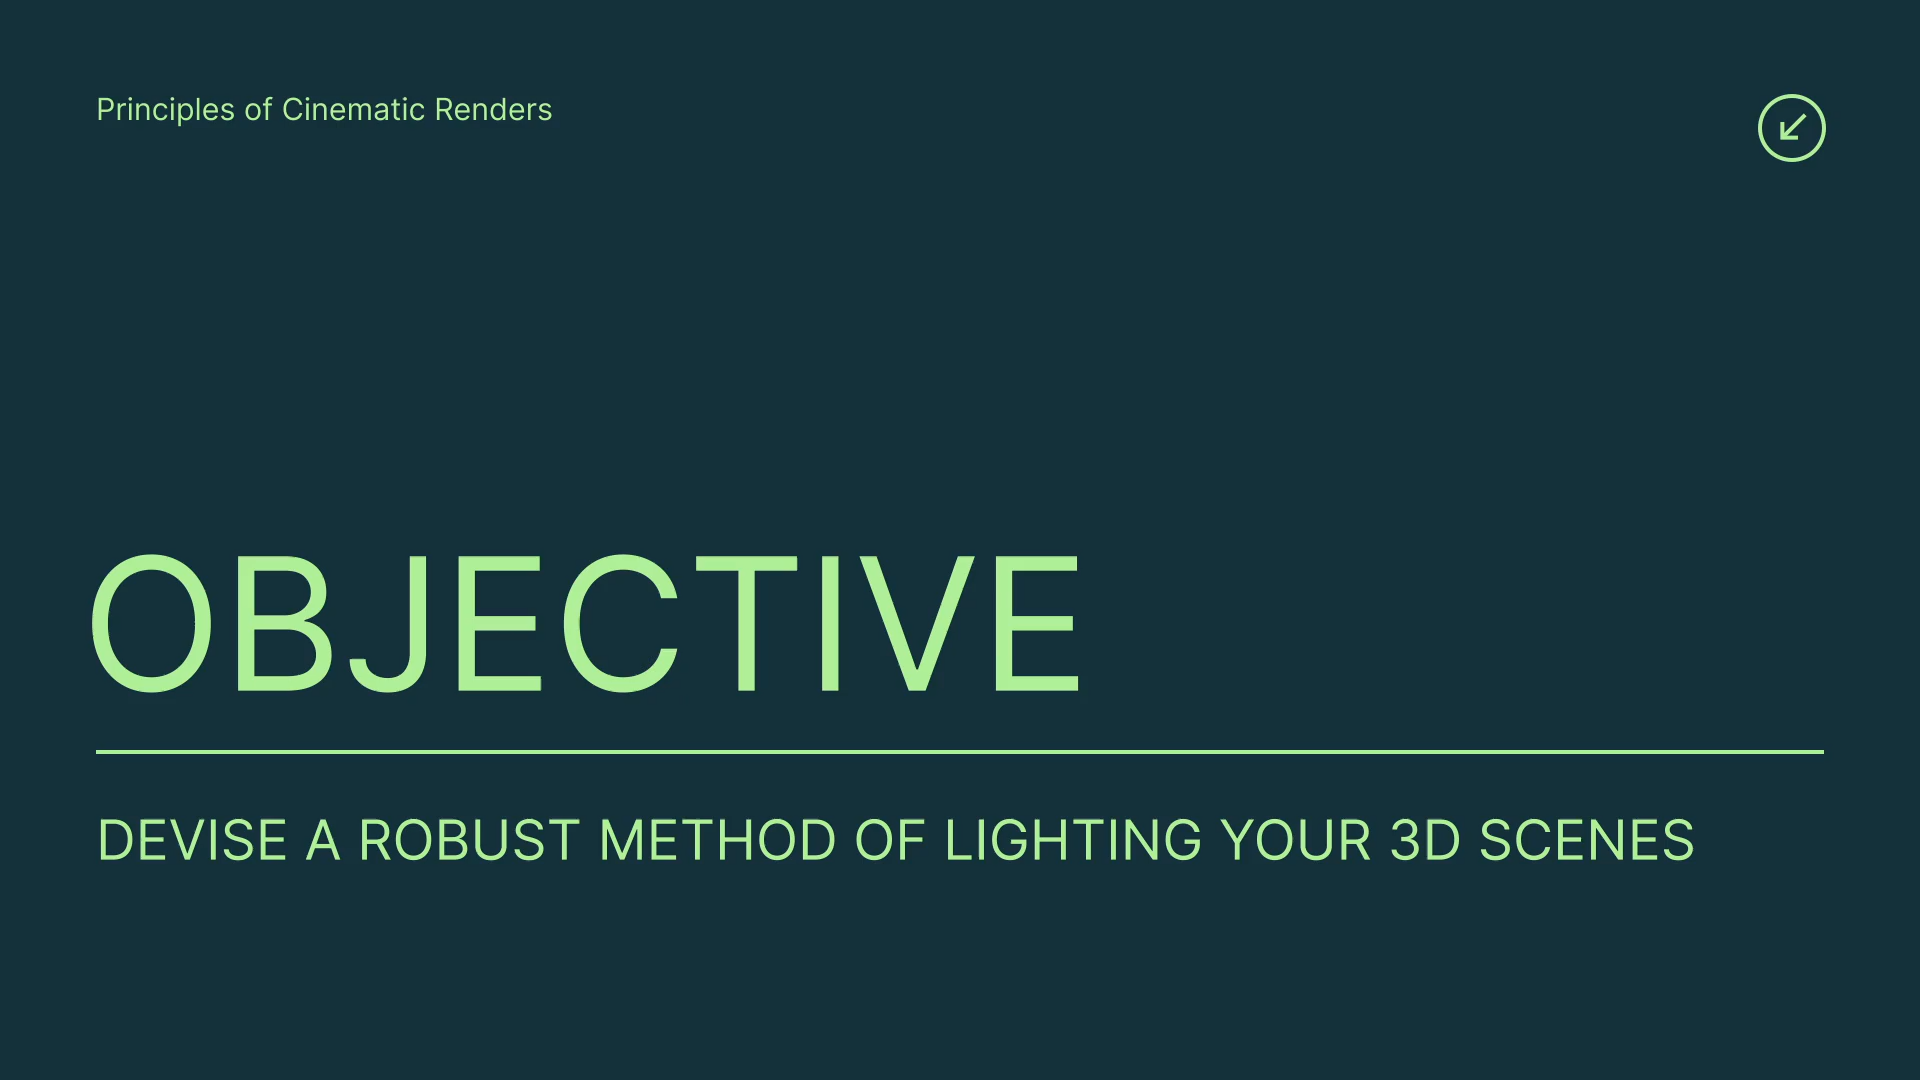 Principles of Cinematic Renders
OBJECTIVE
DEVISE A ROBUST METHOD OF LIGHTING YOUR 3D SCENES